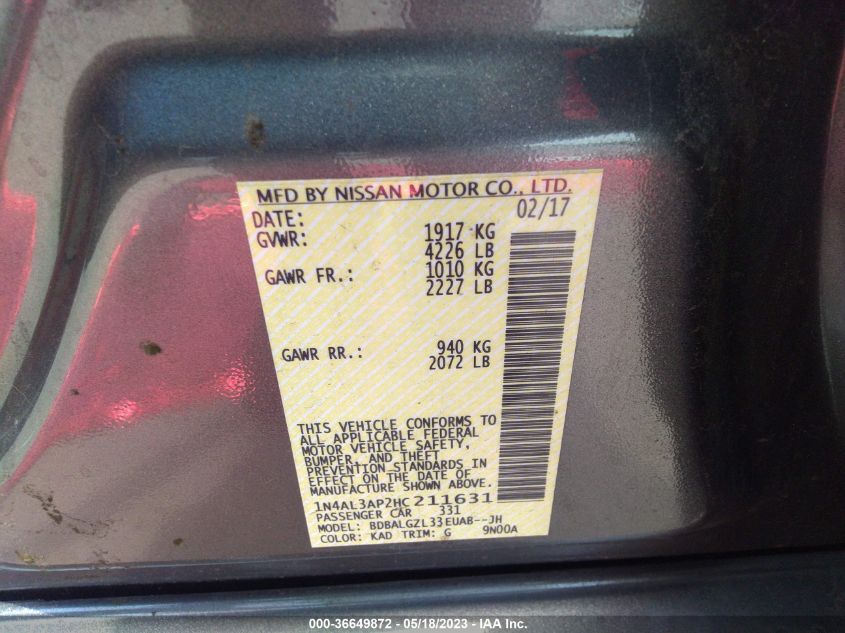 MFD BY NISSAN MOTOR CO., LTD.
DATE: 02/17
GVWR: 1917 KG
4226 LB
GAWR FR.: 1010 KG
2227 LB
GAWR RR.: 940 KG
2072 LB
THIS VEHICLE CONFORMS TO
ALL APPLICABLE FEDERAL
MOTOR VEHICLE SAFETY,
BUMPER, AND THEFT
PREVENTION STANDARDS IN
EFFECT ON THE DATE OF
MANUFACTURE SHOWN ABOVE.
1N4AL3AP2HC211631
PASSENGER CAR 331
MODEL: BDBALGZL33EUAB--JH
COLOR: KAD TRIM: G 9N00A
000-36649872 / 05/18/2023 - IAA Inc.